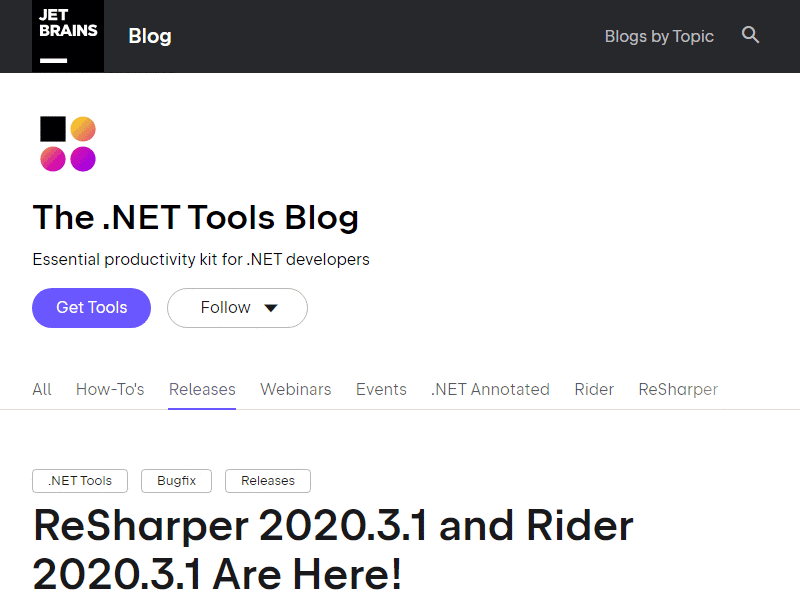 JET
BRAINS
Blog
Blogs by Topic
The .NET Tools Blog
Essential productivity kit for .NET developers
Get Tools
Follow
All How-To's Releases Webinars Events .NET Annotated Rider ReSharper
.NET Tools Bugfix Releases
ReSharper 2020.3.1 and Rider
2020.3.1 Are Here!